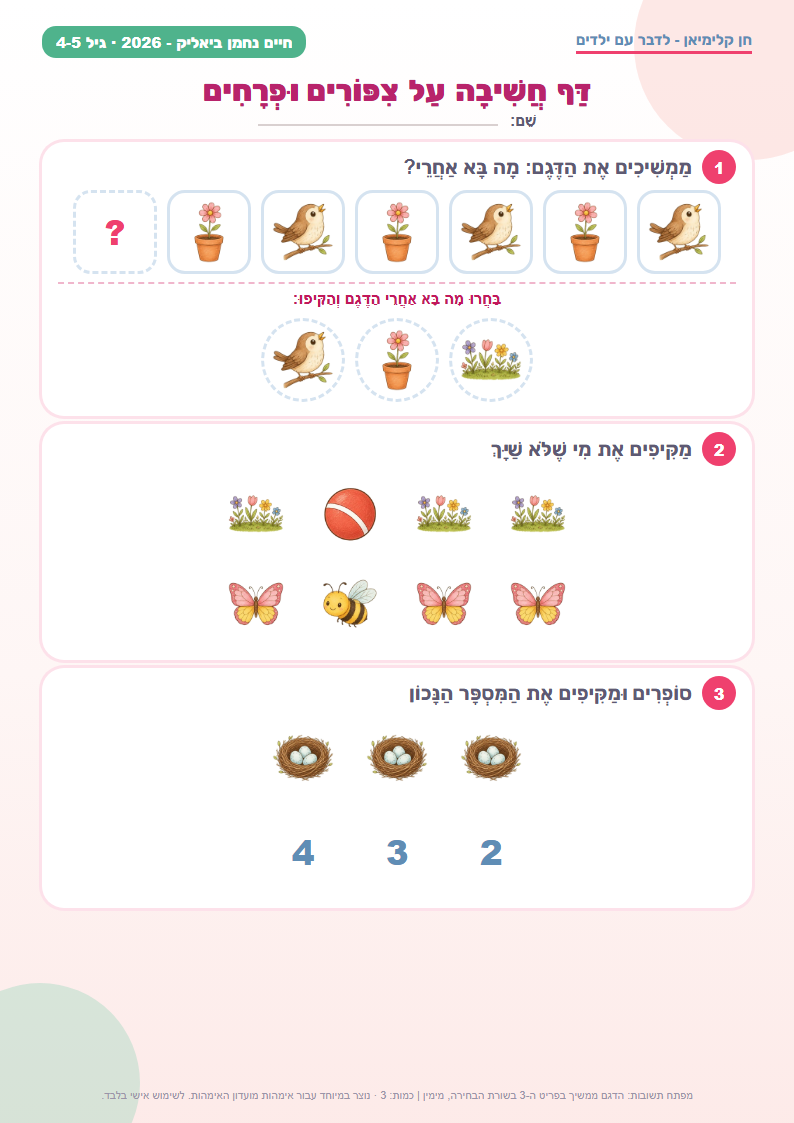 חן קלימיאן - לדבר עם ילדים
חיים נחמן ביאליק - 2026 · גיל 4-5
דַּף חֲשִׁיבָה עַל צִפּוֹרִים וּפְרָחִים
שֵׁם:
1
מַמְשִׁיכִים אֶת הַדֶּגֶם: מָה בָּא אַחֲרֵי?
?
בַּחֲרוּ מָה בָּא אַחֲרֵי הַדֶּגֶם וְהַקִּיפוּ:
2
מַקִּיפִים אֶת מִי שֶׁלֹּא שַׁיָּךְ
3
סוֹפְרִים וּמַקִּיפִים אֶת הַמִּסְפָּר הַנָּכוֹן
2 3 4
מפתח תשובות: הדגם ממשיך בפריט ה-3 בשורת הבחירה, מימין | כמות: 3 · נוצר במיוחד עבור אימהות מועדון האימהות. לשימוש אישי בלבד.